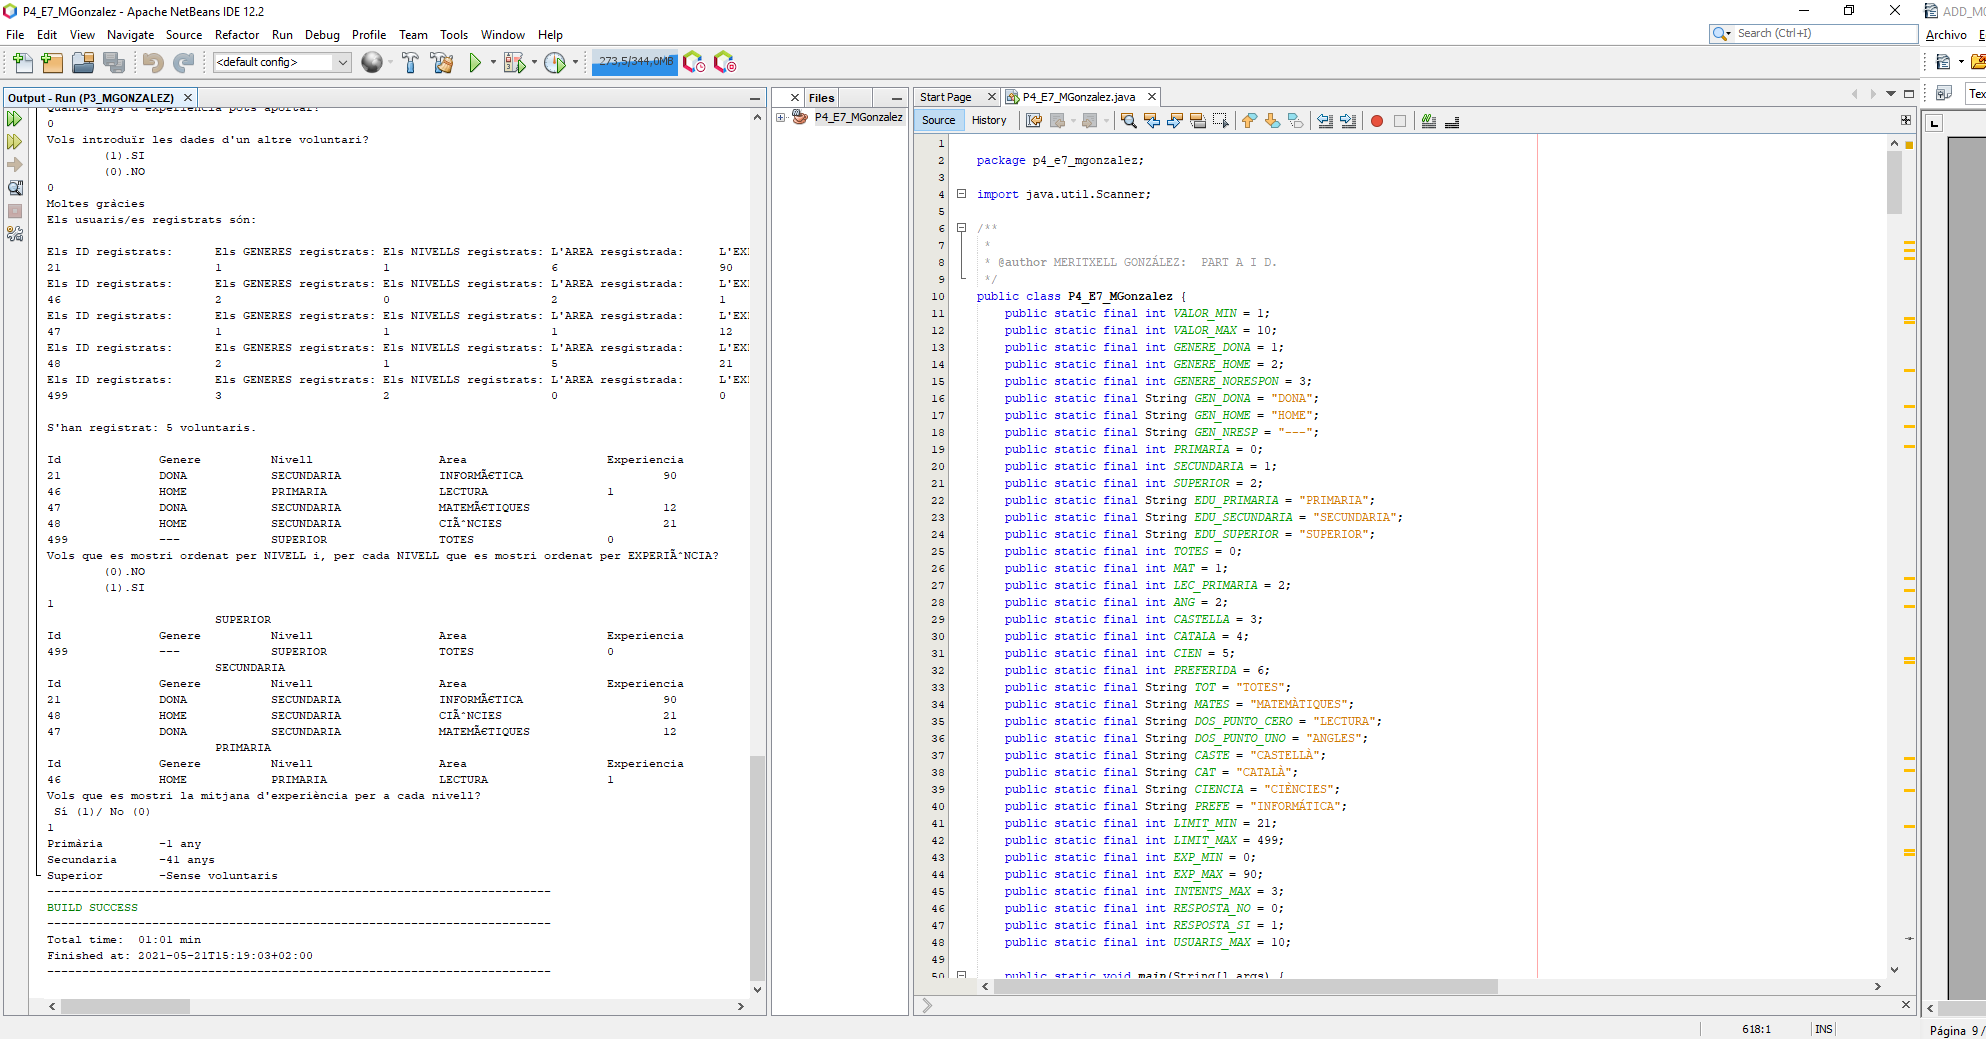 P4_E7_MGonzalez - Apache NetBeans IDE 12.2
File Edit View Navigate Source Refactor Run Debug Profile Team Tools Window Help
Search (Ctrl+I)
<default config>
273,5/344,0MB
Output - Run (P3_MGONZALEZ)
Quants anys d'experiència pots aportar?
0
Vols introduïr les dades d'un altre voluntari?
(1).SI
(0).NO
0
Moltes gràcies
Els usuaris/es registrats són:
Els ID registrats: Els GENERES registrats: Els NIVELLS registrats: L'AREA resgistrada: L'EX
21 1 1 6 90
Els ID registrats: Els GENERES registrats: Els NIVELLS registrats: L'AREA resgistrada: L'EX
46 2 0 2 1
Els ID registrats: Els GENERES registrats: Els NIVELLS registrats: L'AREA resgistrada: L'EX
47 1 1 1 12
Els ID registrats: Els GENERES registrats: Els NIVELLS registrats: L'AREA resgistrada: L'EX
48 2 1 5 21
Els ID registrats: Els GENERES registrats: Els NIVELLS registrats: L'AREA resgistrada: L'EX
499 3 2 0 0
S'han registrat: 5 voluntaris.
Id Genere Nivell Area Experiencia
21 DONA SECUNDARIA INFORMÃ€TICA 90
46 HOME PRIMARIA LECTURA 1
47 DONA SECUNDARIA MATEMÃ€TIQUES 12
48 HOME SECUNDARIA CIÃˆNCIES 21
499 --- SUPERIOR TOTES 0
Vols que es mostri ordenat per NIVELL i, per cada NIVELL que es mostri ordenat per EXPERIÃˆNCIA?
(0).NO
(1).SI
1
SUPERIOR
Id Genere Nivell Area Experiencia
499 --- SUPERIOR TOTES 0
SECUNDARIA
Id Genere Nivell Area Experiencia
21 DONA SECUNDARIA INFORMÃ€TICA 90
48 HOME SECUNDARIA CIÃˆNCIES 21
47 DONA SECUNDARIA MATEMÃ€TIQUES 12
PRIMARIA
Id Genere Nivell Area Experiencia
46 HOME PRIMARIA LECTURA 1
Vols que es mostri la mitjana d'experiència per a cada nivell?
Sí (1)/ No (0)
1
Primària -1 any
Secundaria -41 anys
Superior -Sense voluntaris
------------------------------------------------------------------------
BUILD SUCCESS
------------------------------------------------------------------------
Total time:  01:01 min
Finished at: 2021-05-21T15:19:03+02:00
------------------------------------------------------------------------
Files
P4_E7_MGonzalez
Start Page P4_E7_MGonzalez.java
Source History
1
2 package p4_e7_mgonzalez;
3
4 import java.util.Scanner;
5
6 /**
7 *
8 * @author MERITXELL GONZÁLEZ:  PART A I D.
9 */
10 public class P4_E7_MGonzalez {
11 public static final int VALOR_MIN = 1;
12 public static final int VALOR_MAX = 10;
13 public static final int GENERE_DONA = 1;
14 public static final int GENERE_HOME = 2;
15 public static final int GENERE_NORESPON = 3;
16 public static final String GEN_DONA = "DONA";
17 public static final String GEN_HOME = "HOME";
18 public static final String GEN_NRESP = "---";
19 public static final int PRIMARIA = 0;
20 public static final int SECUNDARIA = 1;
21 public static final int SUPERIOR = 2;
22 public static final String EDU_PRIMARIA = "PRIMARIA";
23 public static final String EDU_SECUNDARIA = "SECUNDARIA";
24 public static final String EDU_SUPERIOR = "SUPERIOR";
25 public static final int TOTES = 0;
26 public static final int MAT = 1;
27 public static final int LEC_PRIMARIA = 2;
28 public static final int ANG = 2;
29 public static final int CASTELLA = 3;
30 public static final int CATALA = 4;
31 public static final int CIEN = 5;
32 public static final int PREFERIDA = 6;
33 public static final String TOT = "TOTES";
34 public static final String MATES = "MATEMÀTIQUES";
35 public static final String DOS_PUNTO_CERO = "LECTURA";
36 public static final String DOS_PUNTO_UNO = "ANGLES";
37 public static final String CASTE = "CASTELLÀ";
38 public static final String CAT = "CATALÀ";
39 public static final String CIENCIA = "CIÈNCIES";
40 public static final String PREFE = "INFORMÀTICA";
41 public static final int LIMIT_MIN = 21;
42 public static final int LIMIT_MAX = 499;
43 public static final int EXP_MIN = 0;
44 public static final int EXP_MAX = 90;
45 public static final int INTENTS_MAX = 3;
46 public static final int RESPOSTA_NO = 0;
47 public static final int RESPOSTA_SI = 1;
48 public static final int USUARIS_MAX = 10;
49
50 public static void main(String[] args) {
618:1 INS
ADD_MG
Archivo E
Tex
Página 9 /